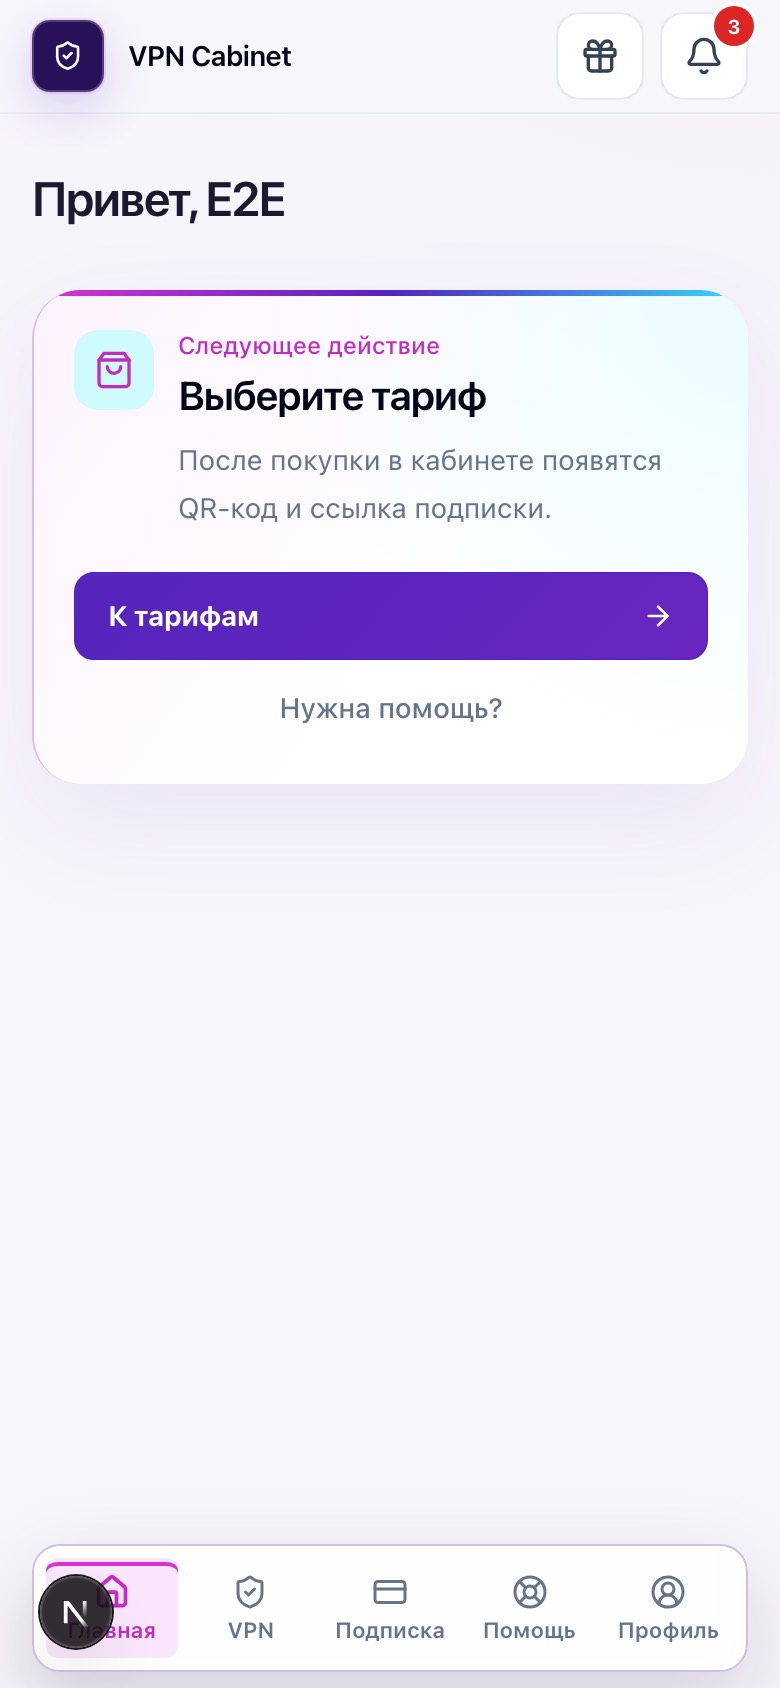 VPN Cabinet
3
Привет, E2E
Следующее действие
Выберите тариф
После покупки в кабинете появятся
QR-код и ссылка подписки.
К тарифам
Нужна помощь?
N
Главная
VPN
Подписка
Помощь
Профиль